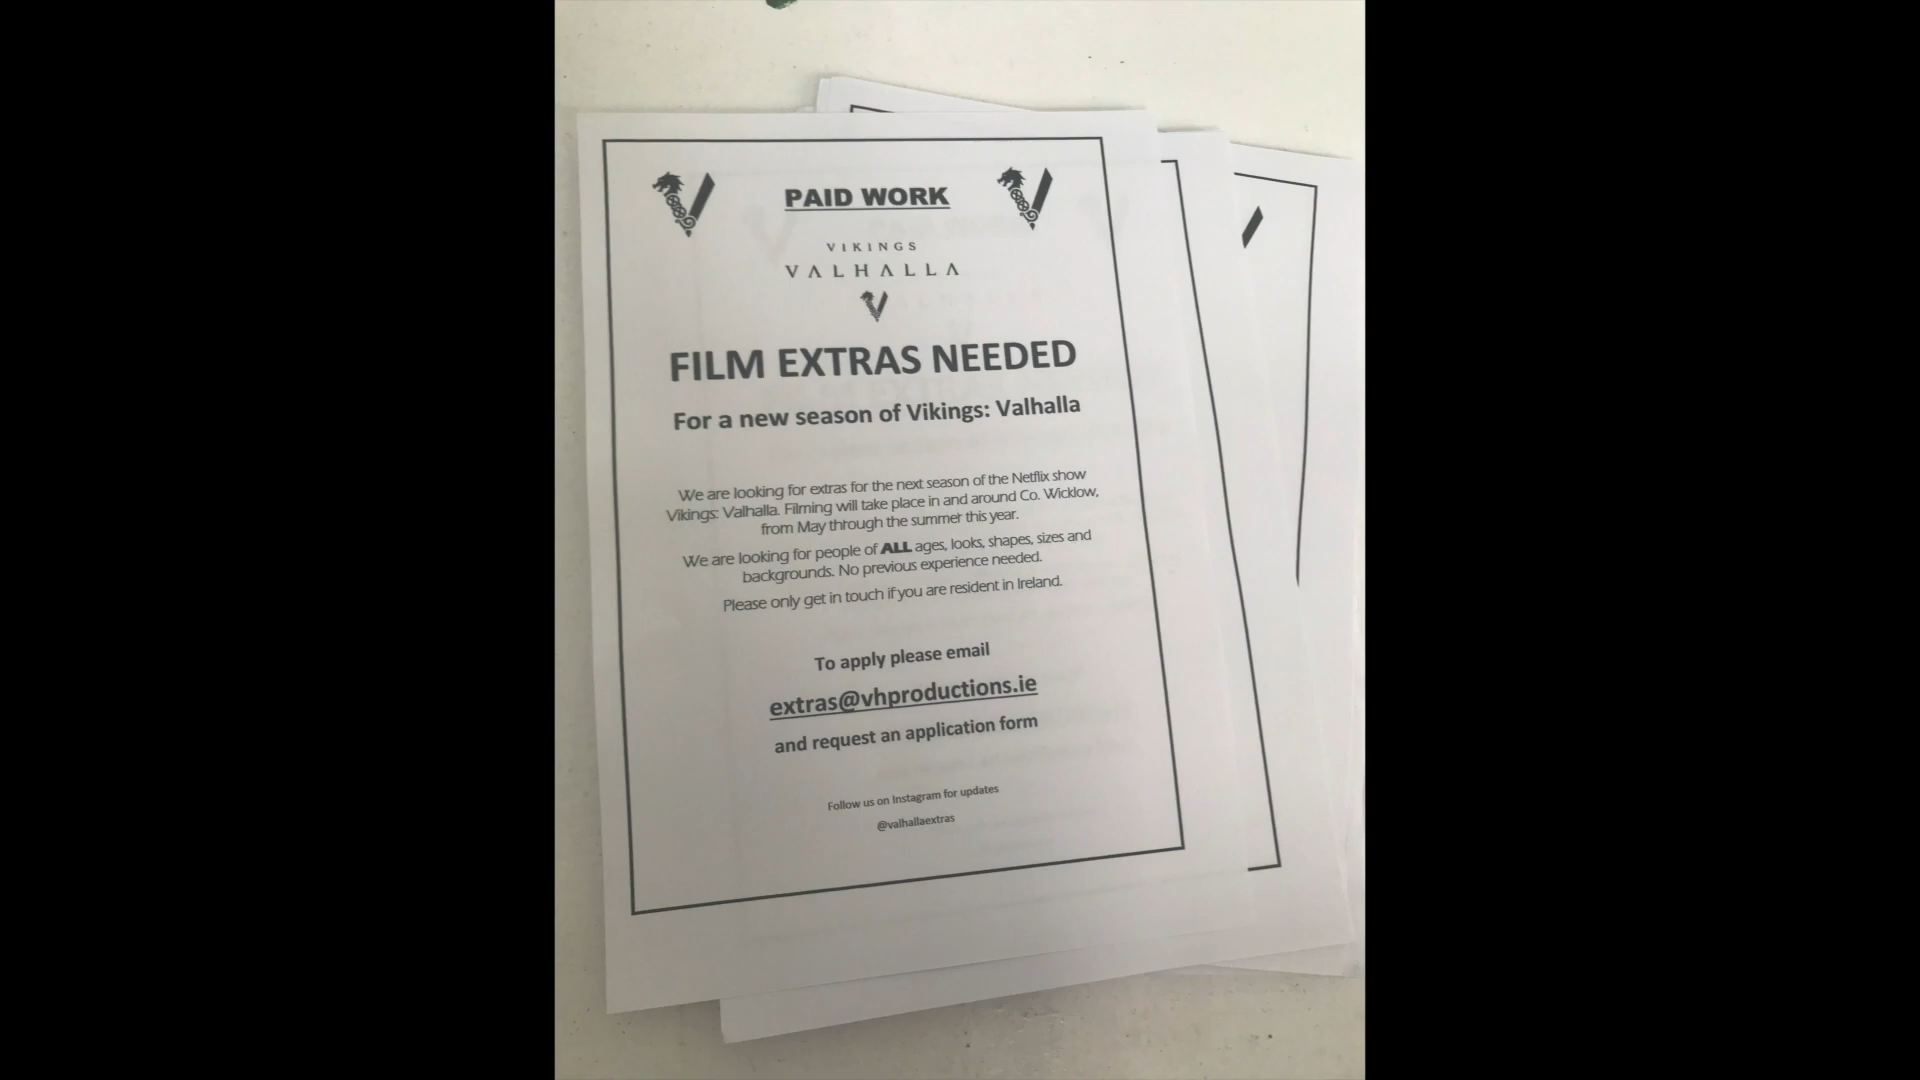 PAID WORK
VIKINGS
VALHALLA
FILM EXTRAS NEEDED
For a new season of Vikings: Valhalla
We are looking for extras for the next season of the Netflix show
Vikings: Valhalla. Filming will take place in and around Co. Wicklow,
from May through the summer this year.
We are looking for people of ALL ages, looks, shapes, sizes and
backgrounds. No previous experience needed.
Please only get in touch if you are resident in Ireland.
To apply please email
extras@vhproductions.ie
and request an application form
Follow us on Instagram for updates
@valhallaextras